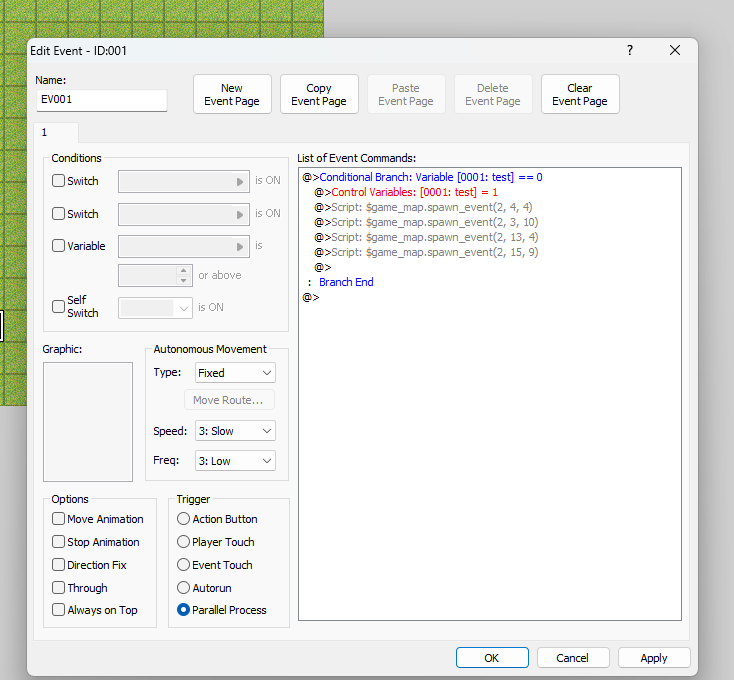 Edit Event - ID:001
?
Name:
EV001
New
Event Page
Copy
Event Page
Paste
Event Page
Delete
Event Page
Clear
Event Page
1
Conditions
Switch is ON
Switch is ON
Variable is
or above
Self
Switch
is ON
Graphic:
Autonomous Movement
Type: Fixed
Move Route...
Speed: 3: Slow
Freq: 3: Low
Options
Move Animation
Stop Animation
Direction Fix
Through
Always on Top
Trigger
Action Button
Player Touch
Event Touch
Autorun
Parallel Process
List of Event Commands:
@>Conditional Branch: Variable [0001: test] == 0
@>Control Variables: [0001: test] = 1
@>Script: $game_map.spawn_event(2, 4, 4)
@>Script: $game_map.spawn_event(2, 3, 10)
@>Script: $game_map.spawn_event(2, 13, 4)
@>Script: $game_map.spawn_event(2, 15, 9)
@>
: Branch End
@>
OK
Cancel
Apply